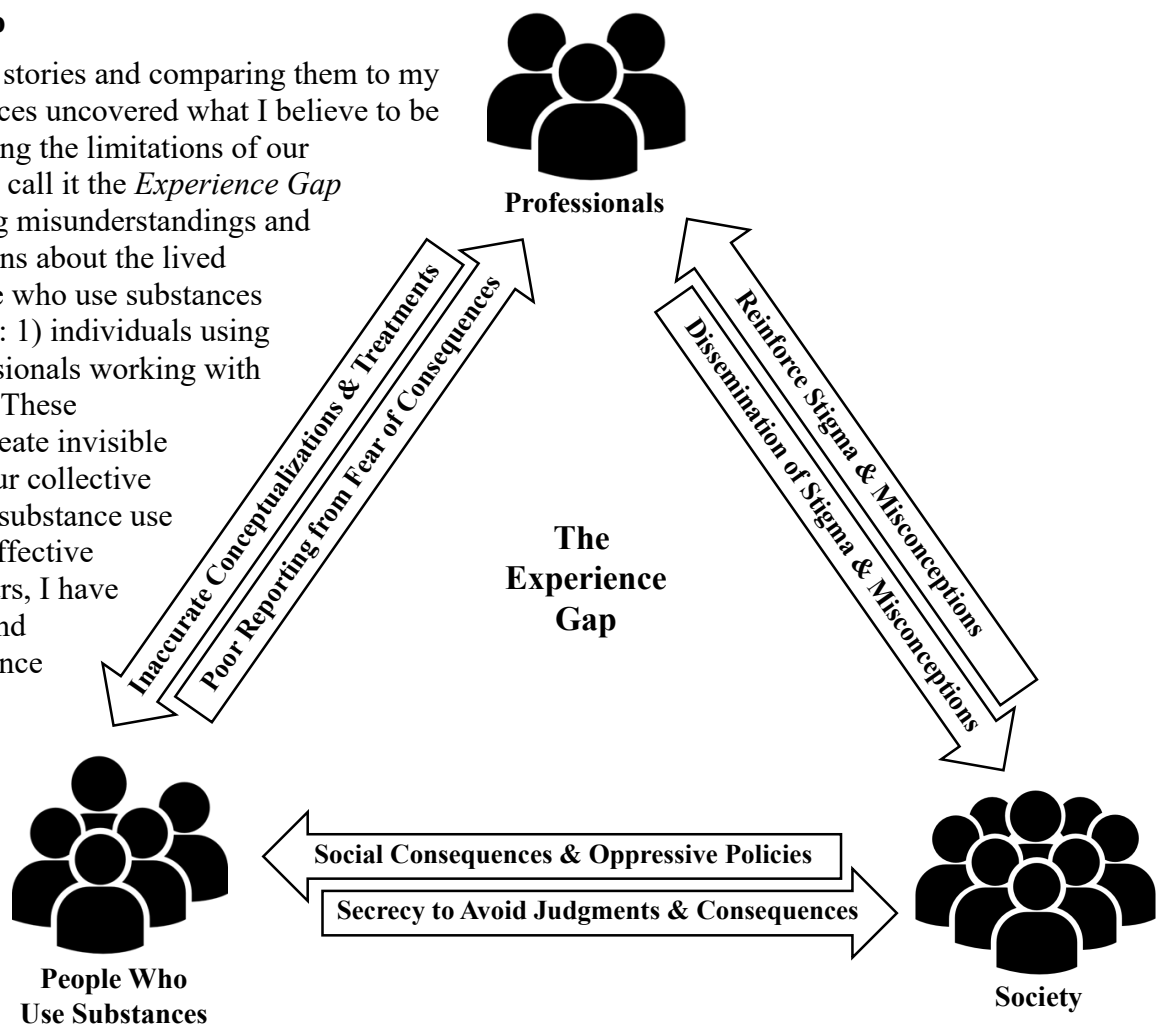 stories and comparing them to my
ces uncovered what I believe to be
ng the limitations of our
call it the Experience Gap
g misunderstandings and
ns about the lived
e who use substances
: 1) individuals using
sionals working with
These
eate invisible
ur collective
substance use
ffective
rs, I have
nd
nce
Professionals
Inaccurate Conceptualizations & Treatments
Poor Reporting from Fear of Consequences
Reinforce Stigma & Misconceptions
Dissemination of Stigma & Misconceptions
The
Experience
Gap
Social Consequences & Oppressive Policies
Secrecy to Avoid Judgments & Consequences
People Who
Use Substances
Society